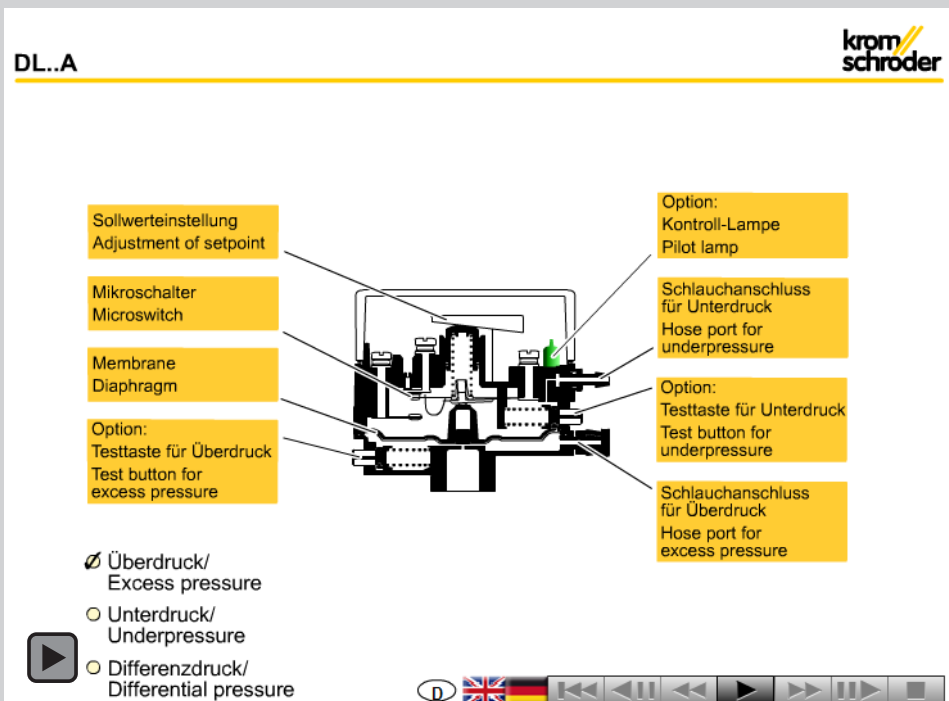 DL..A
krom
schröder
Sollwerteinstellung
Adjustment of setpoint
Mikroschalter
Microswitch
Membrane
Diaphragm
Option:
Testtaste für Überdruck
Test button for
excess pressure
Option:
Kontroll-Lampe
Pilot lamp
Schlauchanschluss
für Unterdruck
Hose port for
underpressure
Option:
Testtaste für Unterdruck
Test button for
underpressure
Schlauchanschluss
für Überdruck
Hose port for
excess pressure
Überdruck/
Excess pressure
Unterdruck/
Underpressure
Differenzdruck/
Differential pressure
D